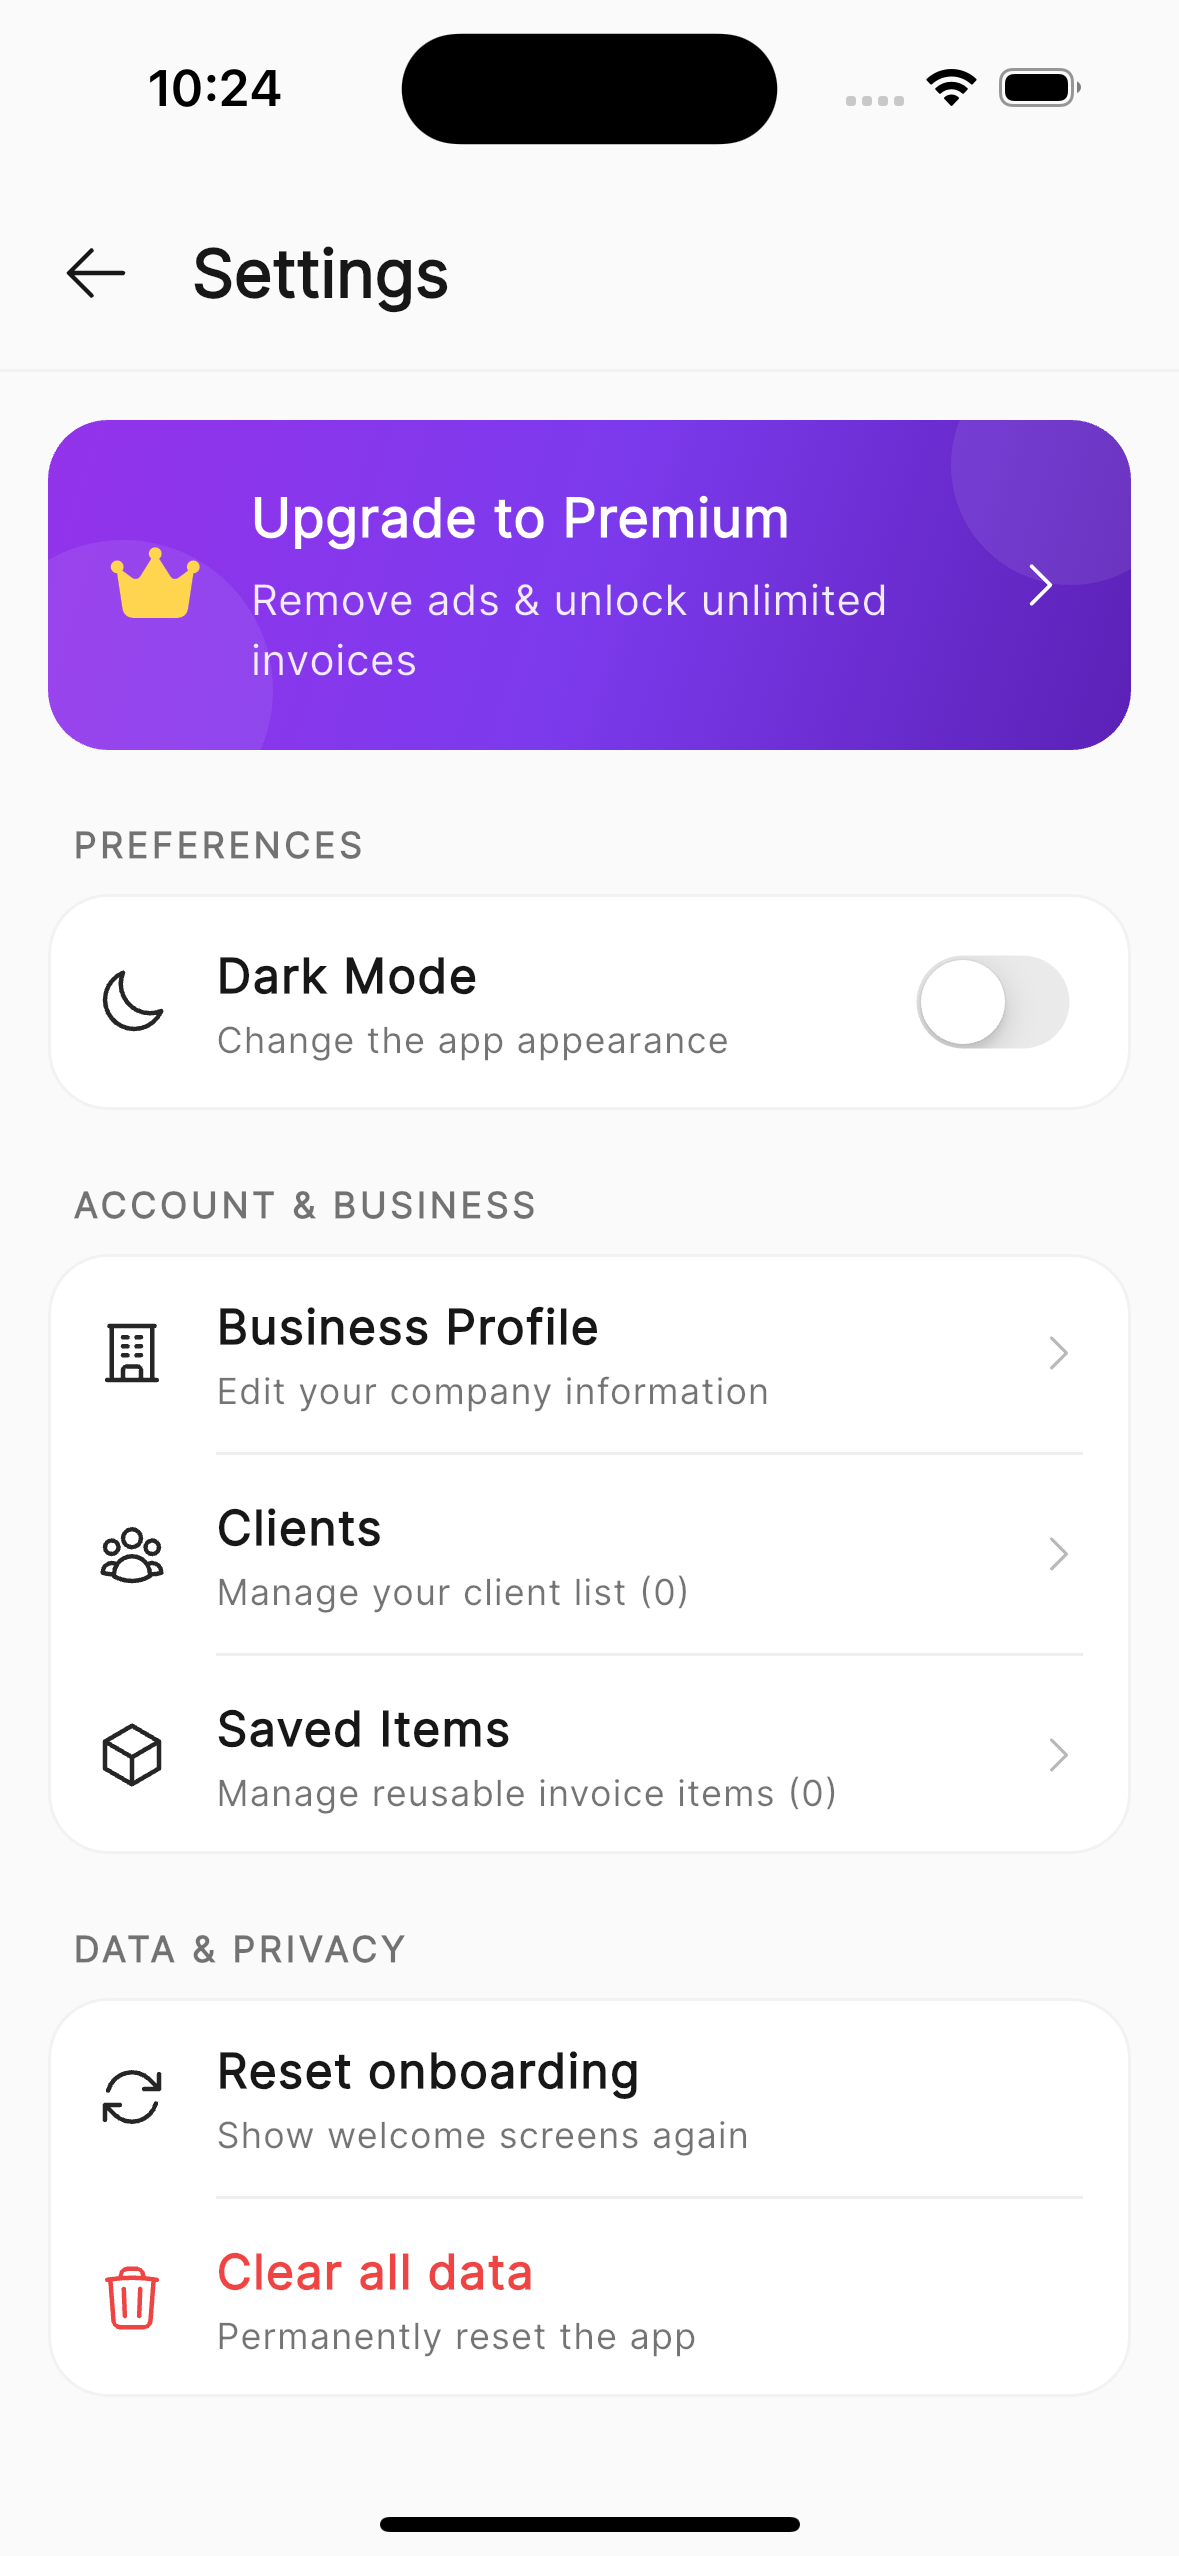 10:24
Settings
Upgrade to Premium
Remove ads & unlock unlimited
invoices
PREFERENCES
Dark Mode
Change the app appearance
ACCOUNT & BUSINESS
Business Profile
Edit your company information
Clients
Manage your client list (0)
Saved Items
Manage reusable invoice items (0)
DATA & PRIVACY
Reset onboarding
Show welcome screens again
Clear all data
Permanently reset the app